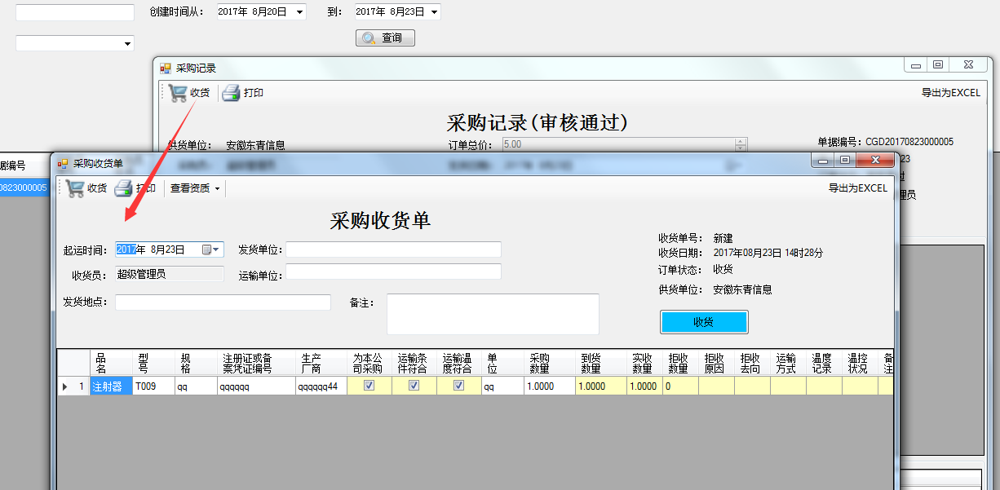 创建时间从： 2017年 8月20日 到： 2017年 8月23日
查询
采购记录
收货 打印 导出为EXCEL
采购记录(审核通过)
供货单位： 安徽东青信息 订单总价： 5.00 单据编号：CGD20170823000005
据编号
0823000005
23
过
理员
采购收货单
收货 打印 查看资质 导出为EXCEL
采购收货单
起运时间： 2017年 8月23日 发货单位： 收货单号： 新建
收货日期： 2017年08月23日 14时28分
收货员： 超级管理员 运输单位： 订单状态： 收货
供货单位： 安徽东青信息
发货地点： 备注：
收货
品名 型号 规格 注册证或备案凭证编号 生产厂商 为本公司采购 运输条件符合 运输温度符合 单位 采购数量 到货数量 实收数量 拒收数量 拒收原因 拒收去向 运输方式 温度记录 温控状况 备注
1 注射器 T009 qq qqqqqq qqqqqq44 qq 1.0000 1.0000 1.0000 0